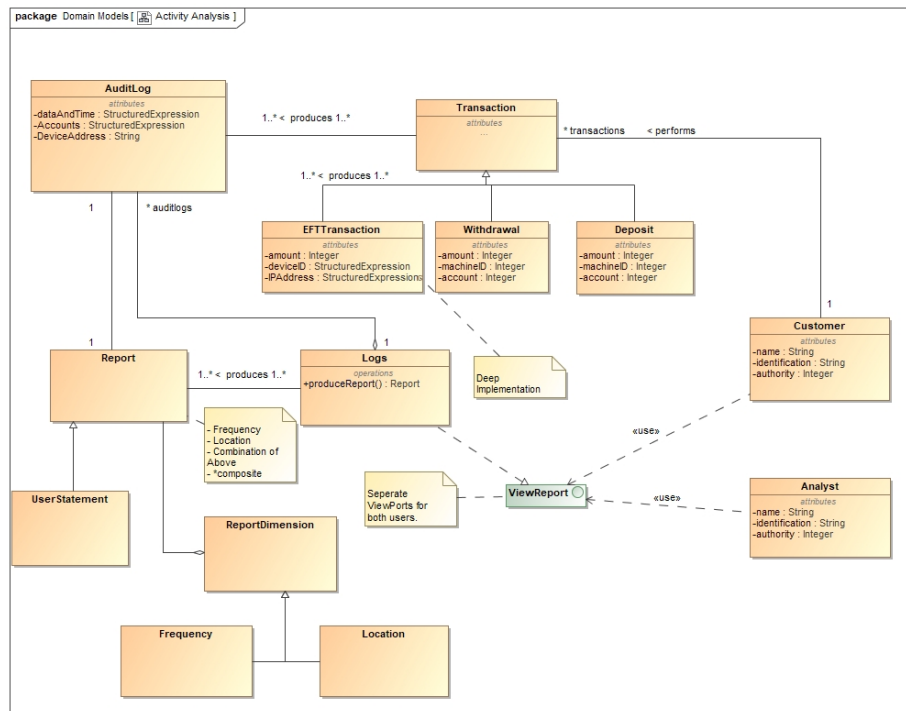 package Domain Models [ Activity Analysis ]
AuditLog
attributes
-dataAndTime : StructuredExpression
-Accounts : StructuredExpression
-DeviceAddress : String
1..* < produces 1..*
Transaction
attributes
...
* transactions < performs
1..* < produces 1..*
1
* auditlogs
EFTTransaction
attributes
-amount : Integer
-deviceID : StructuredExpression
-IPAddress : StructuredExpressions
Withdrawal
attributes
-amount : Integer
-machineID : Integer
-account : Integer
Deposit
attributes
-amount : Integer
-machineID : Integer
-account : Integer
1
Customer
attributes
-name : String
-identification : String
-authority : Integer
1
Report
1
Logs
operations
+produceReport() : Report
1..* < produces 1..*
Deep
Implementation
- Frequency
- Location
- Combination of
Above
- *composite
«use»
UserStatement
Seperate
ViewPorts for
both users.
ViewReport
«use»
Analyst
attributes
-name : String
-identification : String
-authority : Integer
ReportDimension
Frequency
Location